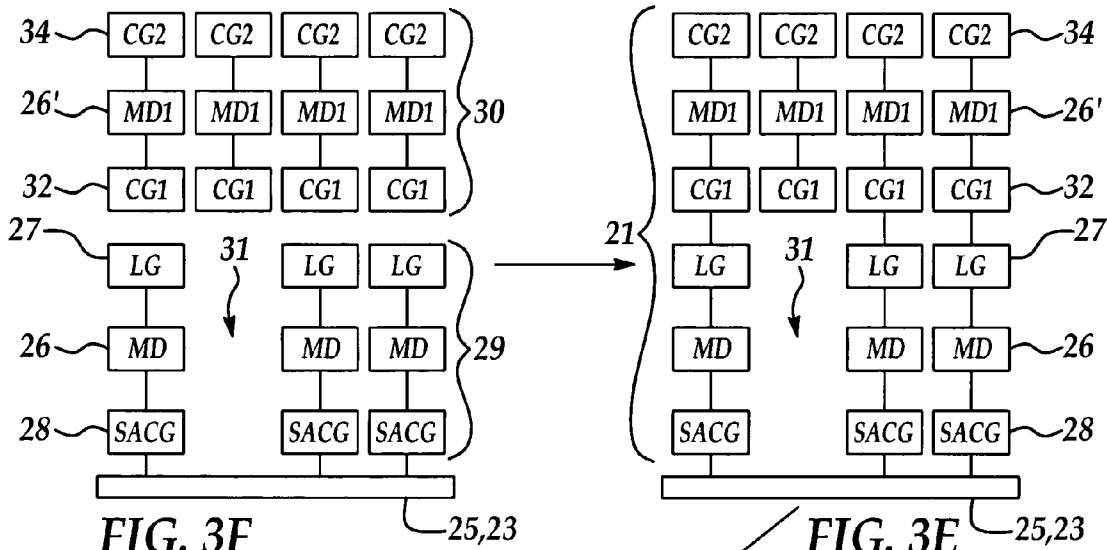 34 CG2 CG2 CG2 CG2
26' MD1 MD1 MD1 MD1 30
32 CG1 CG1 CG1 CG1
27 LG 31 LG LG
26 MD MD MD 29
28 SACG SACG SACG
25,23
FIG. 3F
CG2 CG2 CG2 CG2 34
MD1 MD1 MD1 MD1 26'
CG1 CG1 CG1 CG1 32
21 LG 31 LG LG 27
MD MD MD 26
SACG SACG SACG 28
25,23
FIG. 3E